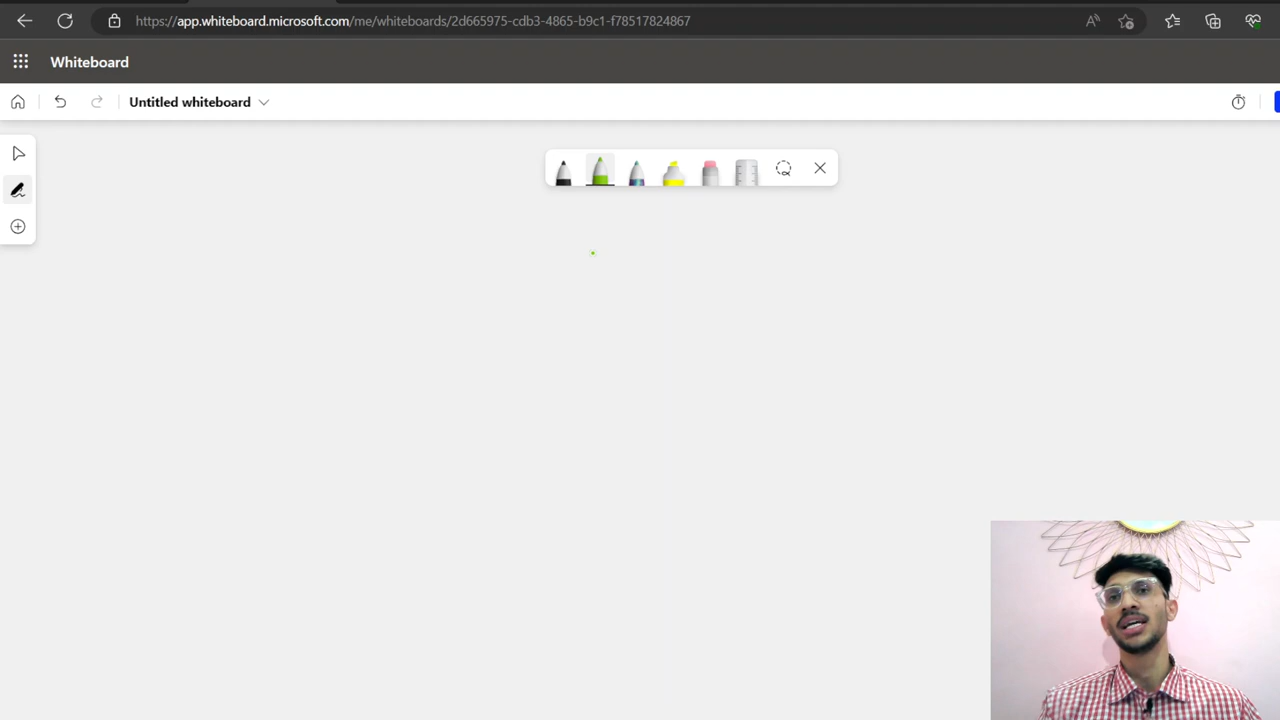 https://app.whiteboard.microsoft.com/me/whiteboards/2d665975-cdb3-4865-b9c1-f78517824867
Whiteboard
Untitled whiteboard